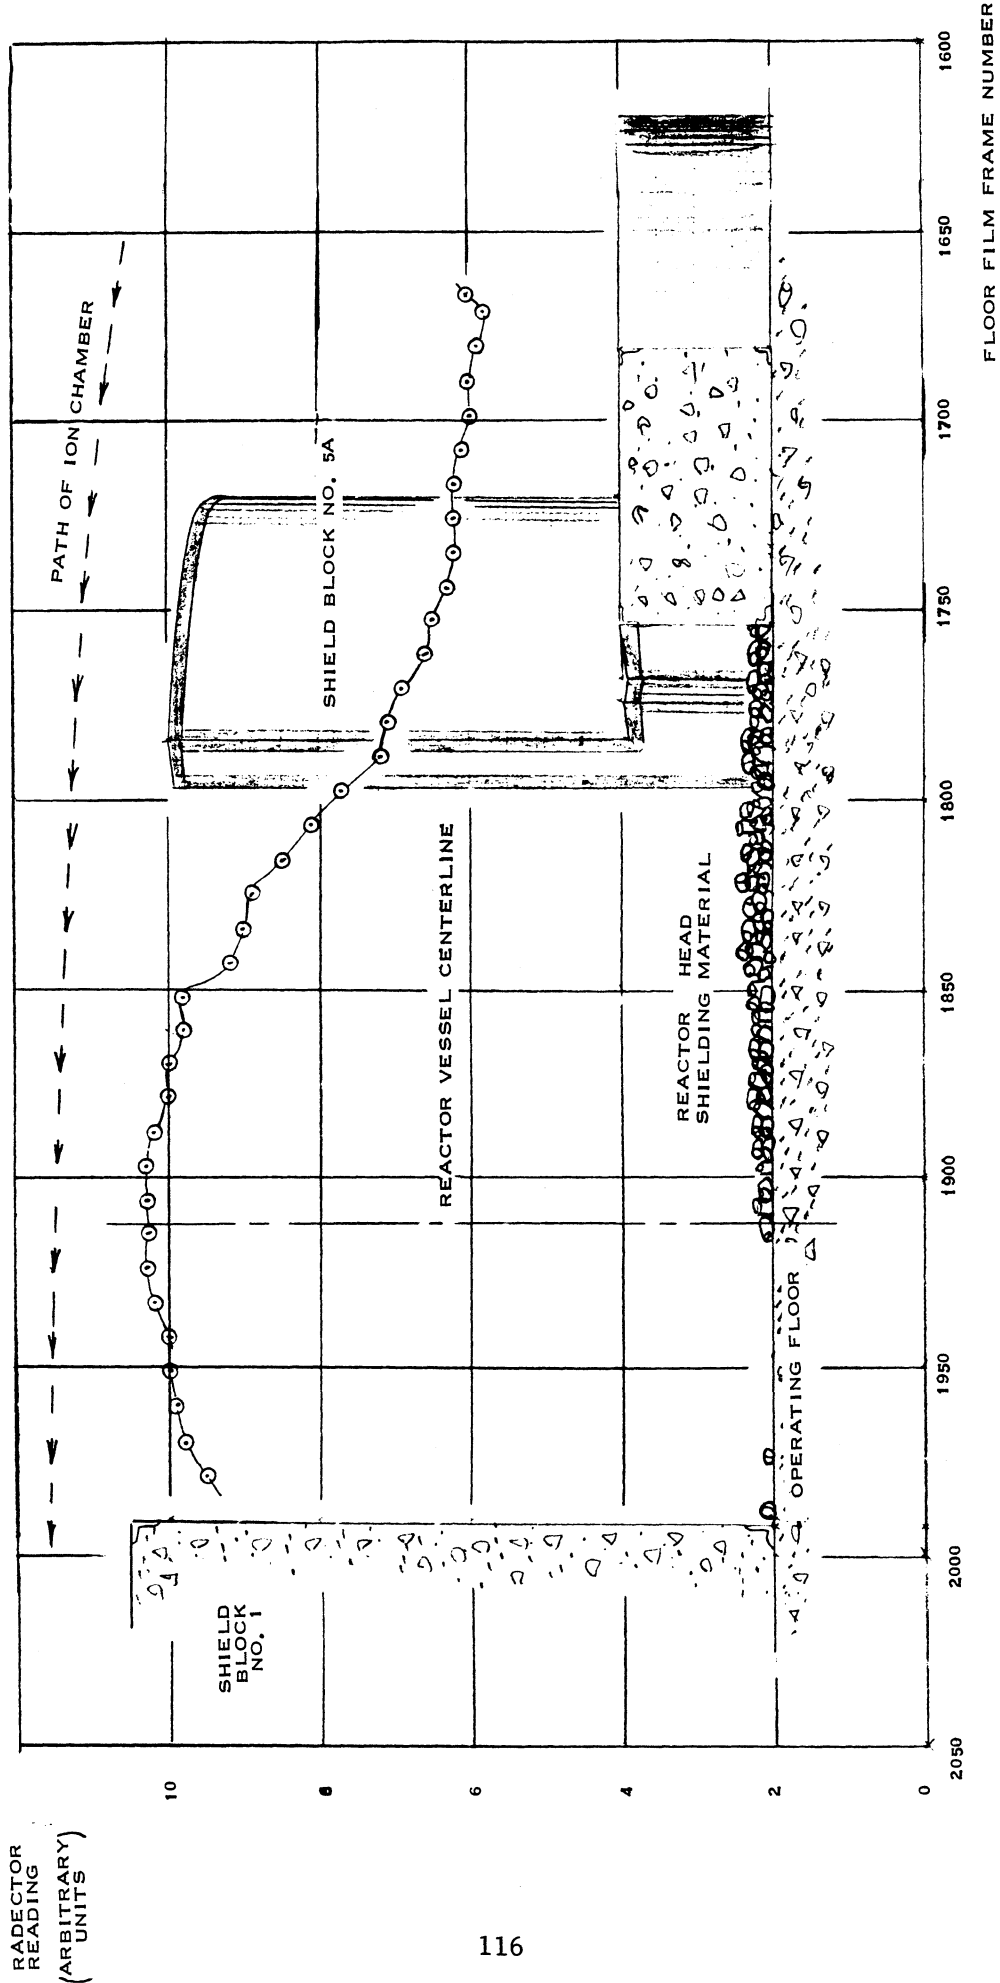 RADECTOR
READING
(ARBITRARY)
UNITS
10
8
6
4
2
0
PATH OF ION CHAMBER
SHIELD BLOCK NO. 5A
REACTOR VESSEL CENTERLINE
REACTOR HEAD
SHIELDING MATERIAL
SHIELD
BLOCK
NO. 1
OPERATING FLOOR
2050
2000
1950
1900
1850
1800
1750
1700
1650
1600
FLOOR FILM FRAME NUMBER
116